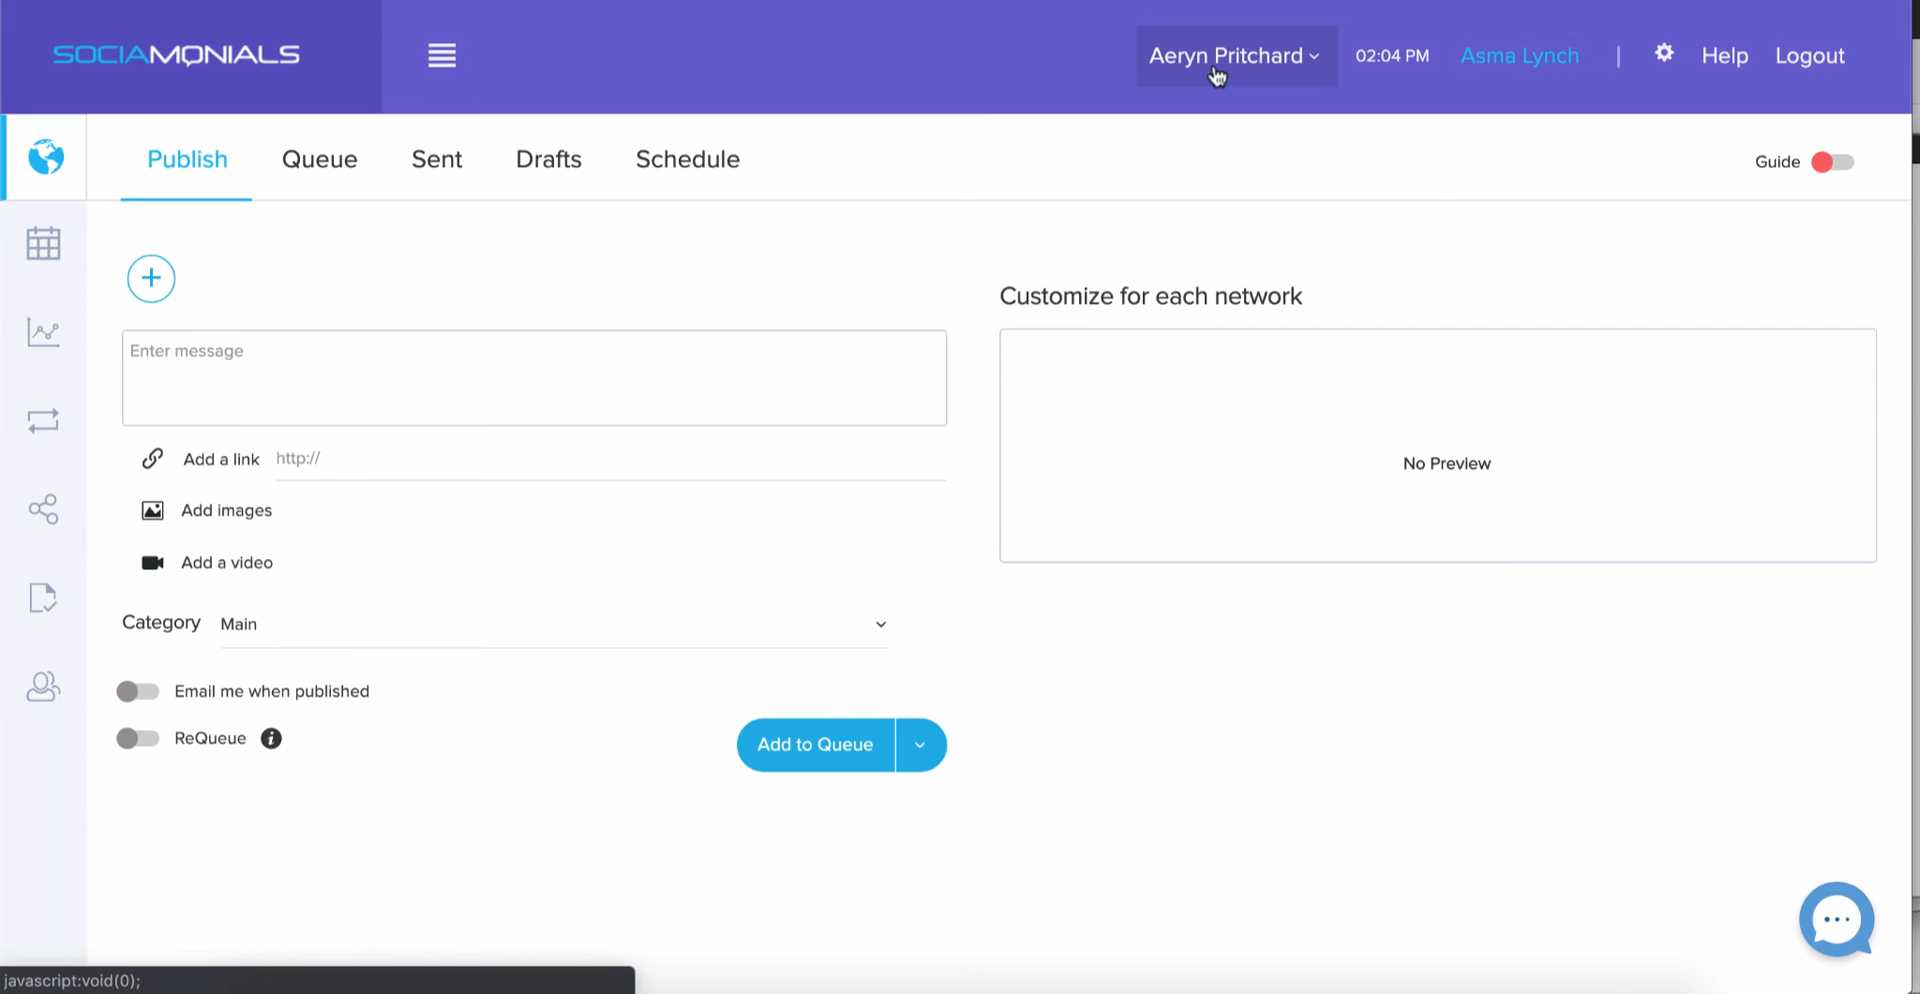 SOCIAMONIALS
Aeryn Pritchard 02:04 PM Asma Lynch | Help Logout
Publish Queue Sent Drafts Schedule Guide
Customize for each network
Enter message
Add a link http://
No Preview
Add images
Add a video
Category Main
Email me when published
ReQueue
Add to Queue
javascript:void(0);